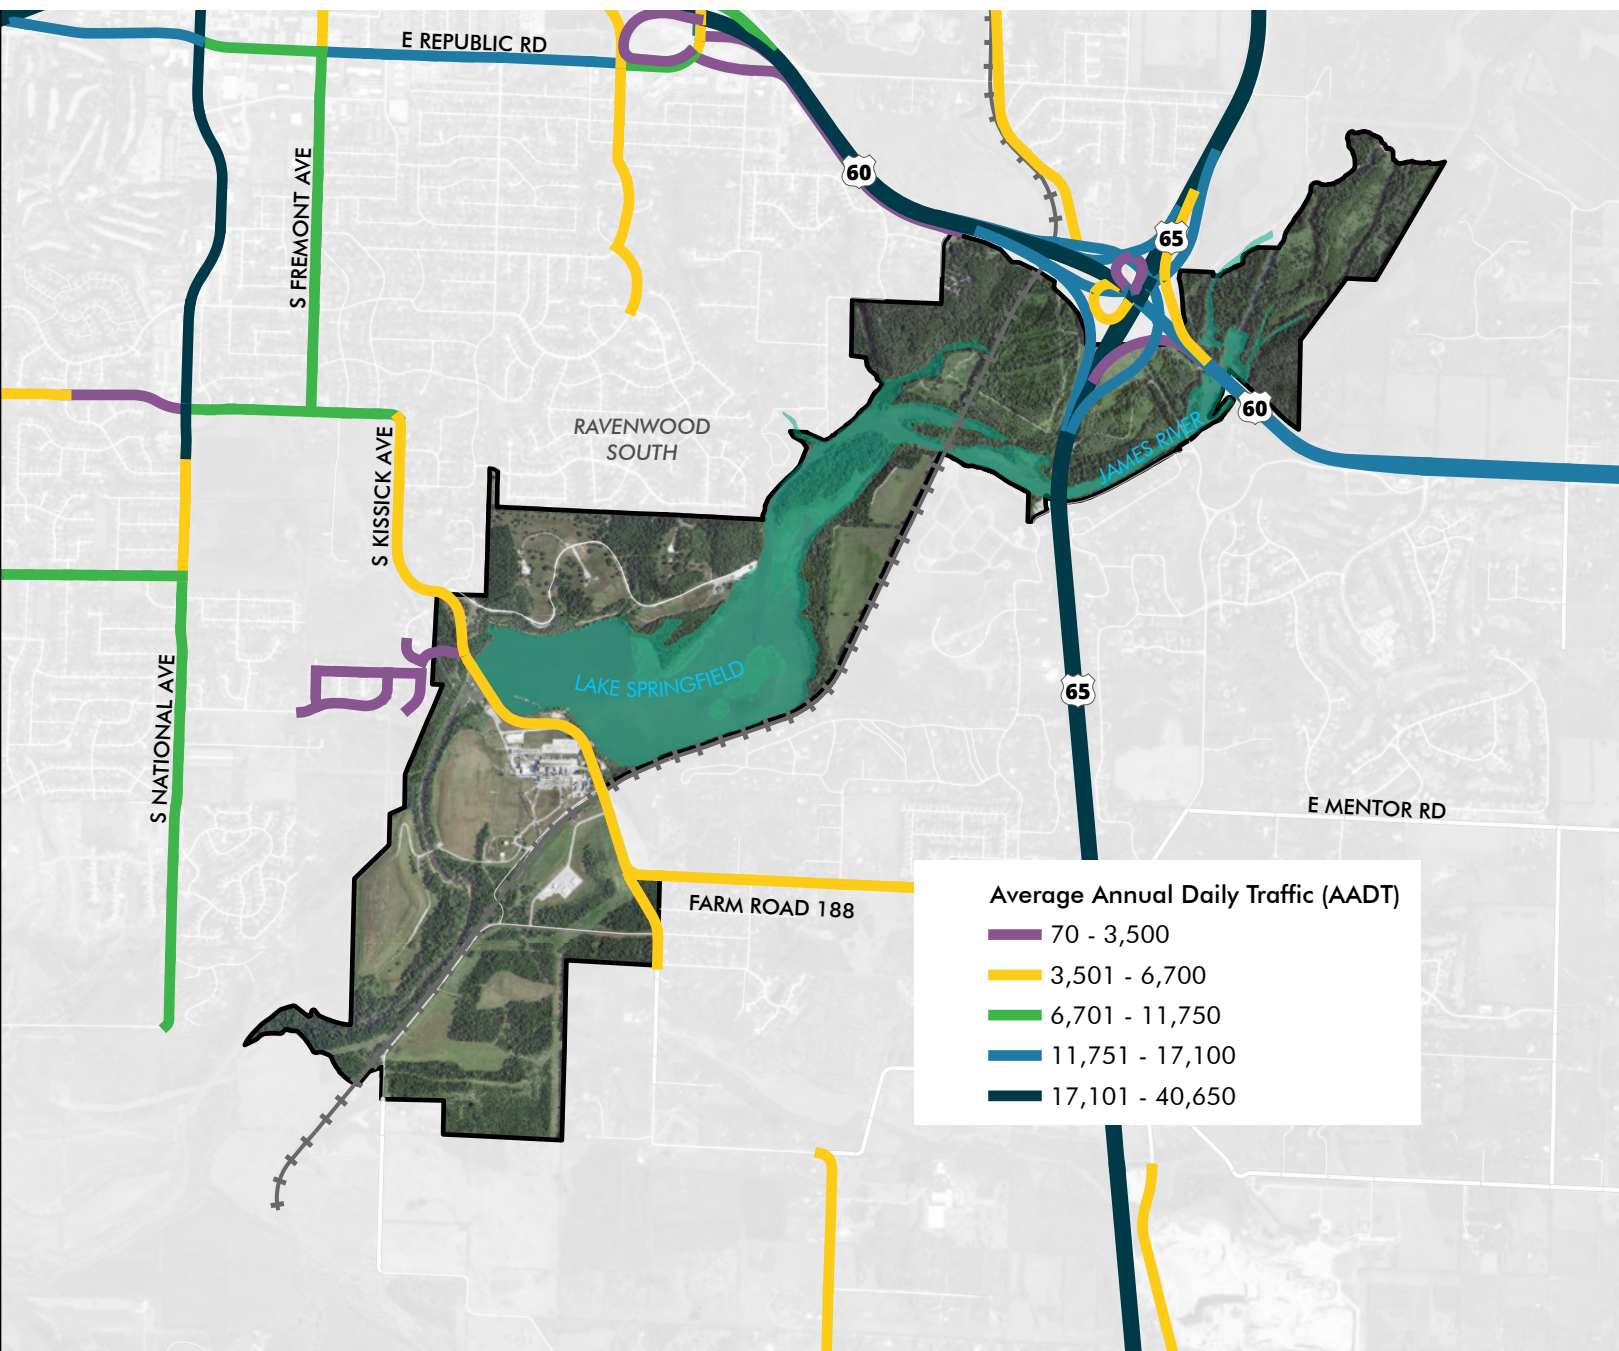 E REPUBLIC RD
S FREMONT AVE
60
65
60
JAMES RIVER
RAVENWOOD
SOUTH
S KISSICK AVE
LAKE SPRINGFIELD
65
S NATIONAL AVE
E MENTOR RD
FARM ROAD 188
Average Annual Daily Traffic (AADT)
70 - 3,500
3,501 - 6,700
6,701 - 11,750
11,751 - 17,100
17,101 - 40,650